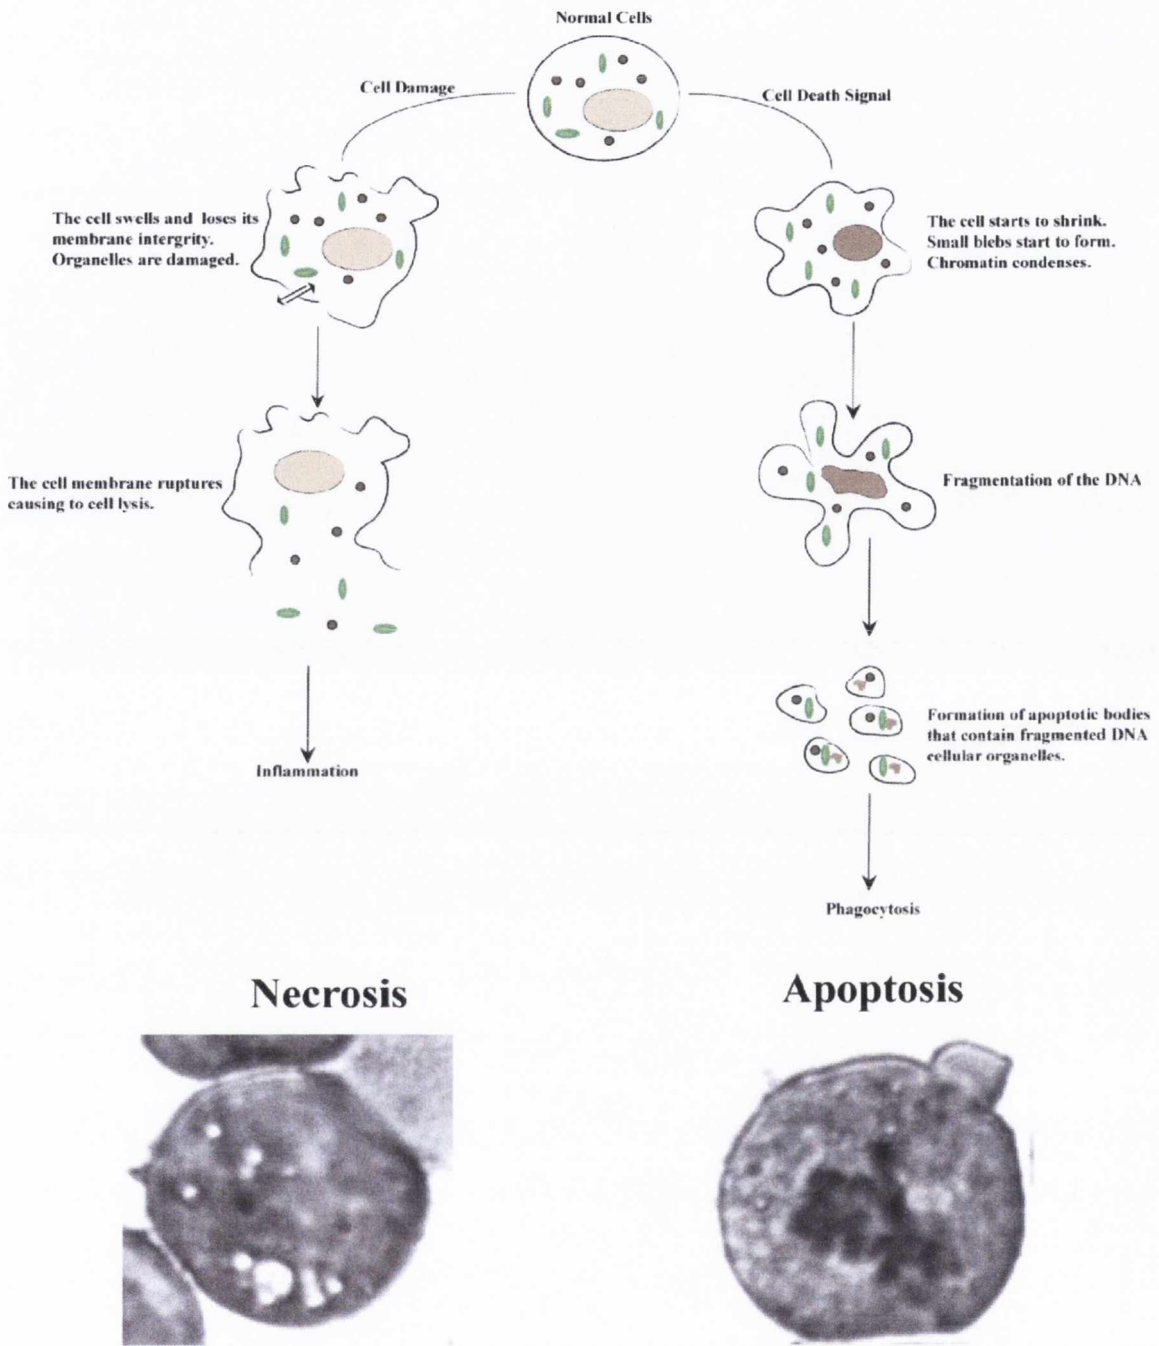 Normal Cells
Cell Damage
Cell Death Signal
The cell swells and loses its
membrane intergrity.
Organelles are damaged.
The cell starts to shrink.
Small blebs start to form.
Chromatin condenses.
The cell membrane ruptures
causing to cell lysis.
Fragmentation of the DNA
Formation of apoptotic bodies
that contain fragmented DNA
cellular organelles.
Inflammation
Phagocytosis
Necrosis
Apoptosis